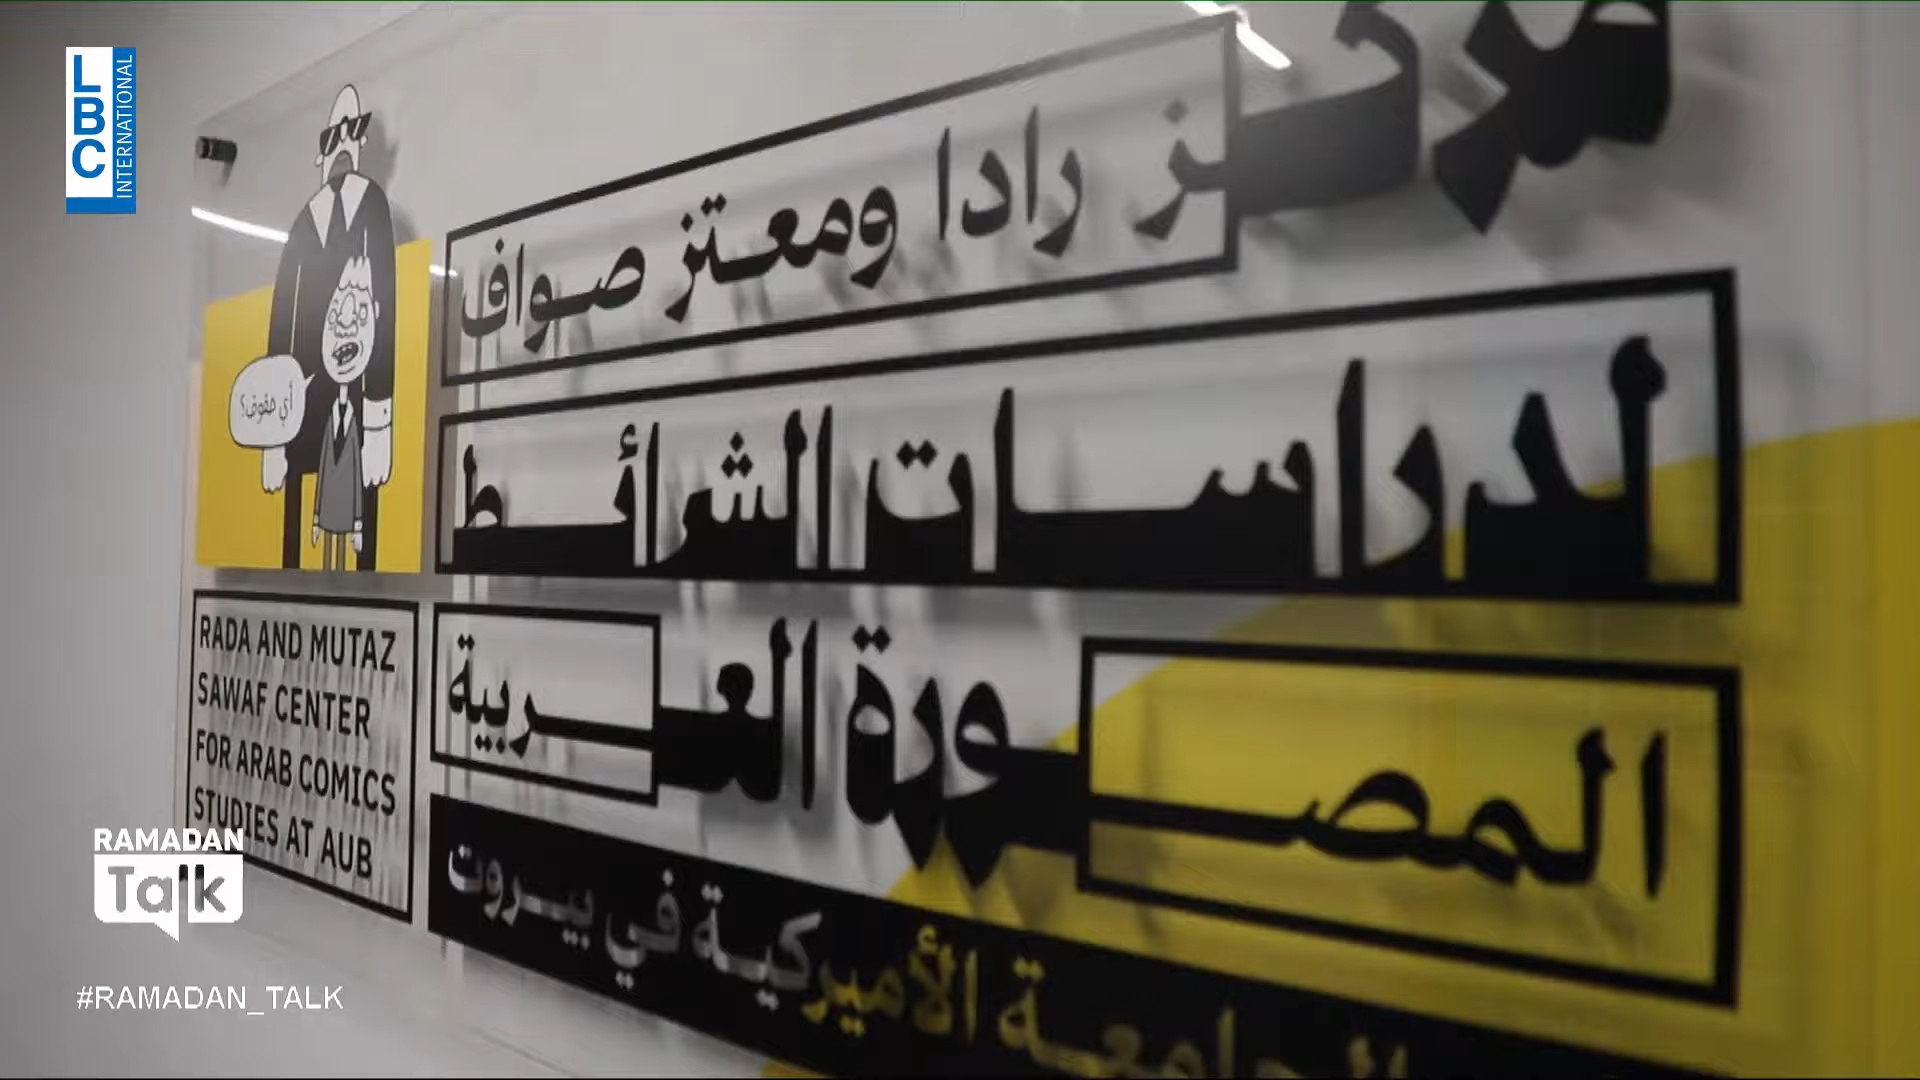 LBC
INTERNATIONAL
مركز رادا ومعتز صواف
لدراسات الشرائط
المصورة العربية
الجامعة الأميركية في بيروت
أي حقوق؟
RADA AND MUTAZ
SAWAF CENTER
FOR ARAB COMICS
STUDIES AT AUB
RAMADAN
Talk
#RAMADAN_TALK